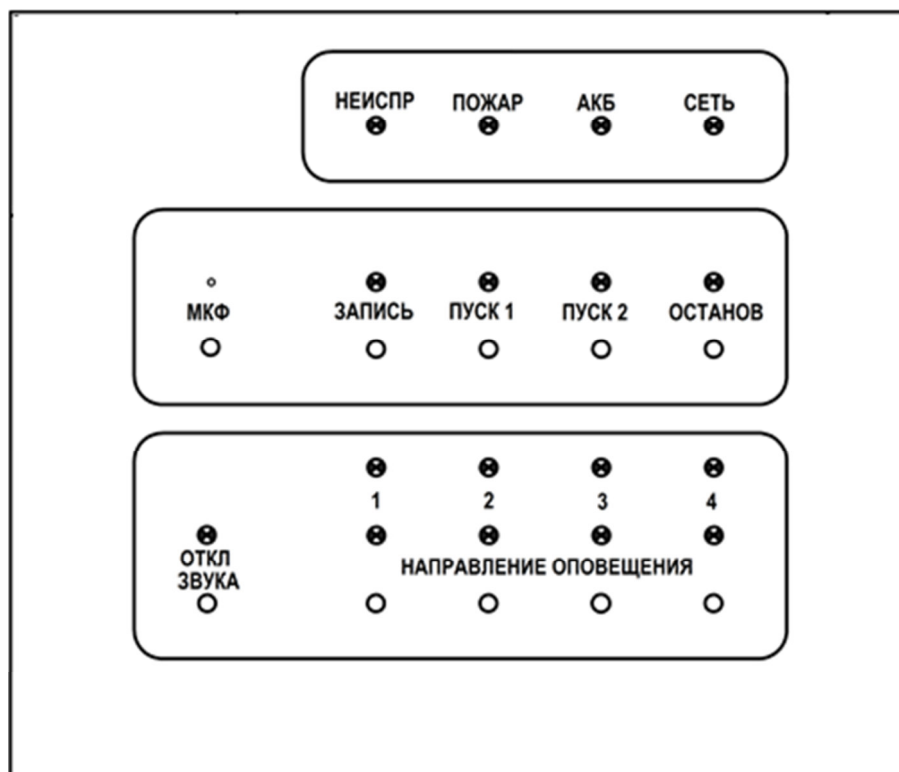 НЕИСПР ПОЖАР АКБ СЕТЬ
МКФ ЗАПИСЬ ПУСК 1 ПУСК 2 ОСТАНОВ
1 2 3 4
ОТКЛ
ЗВУКА
НАПРАВЛЕНИЕ ОПОВЕЩЕНИЯ